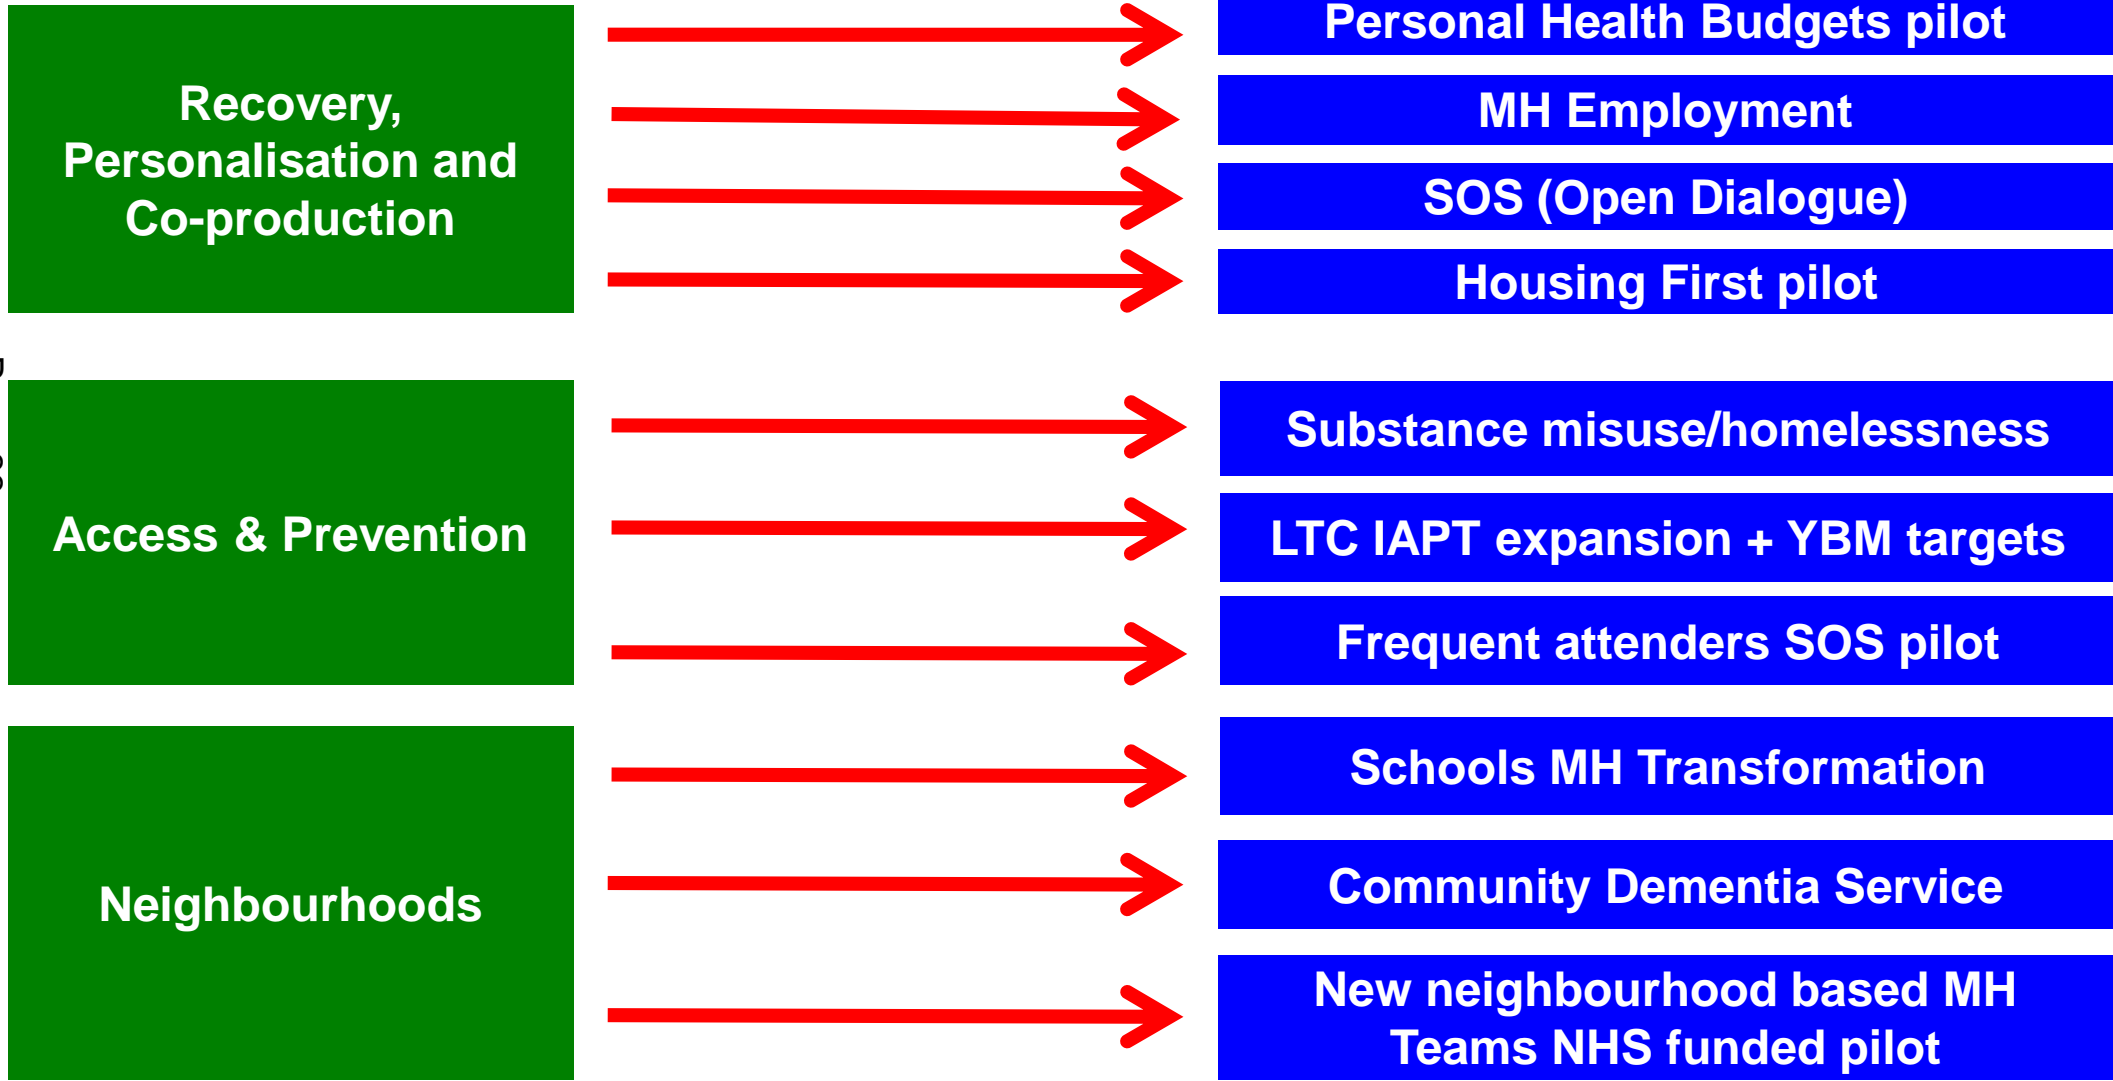 Recovery,
Personalisation and
Co-production
Personal Health Budgets pilot
MH Employment
SOS (Open Dialogue)
Housing First pilot
Access & Prevention
Substance misuse/homelessness
LTC IAPT expansion + YBM targets
Frequent attenders SOS pilot
Neighbourhoods
Schools MH Transformation
Community Dementia Service
New neighbourhood based MH
Teams NHS funded pilot